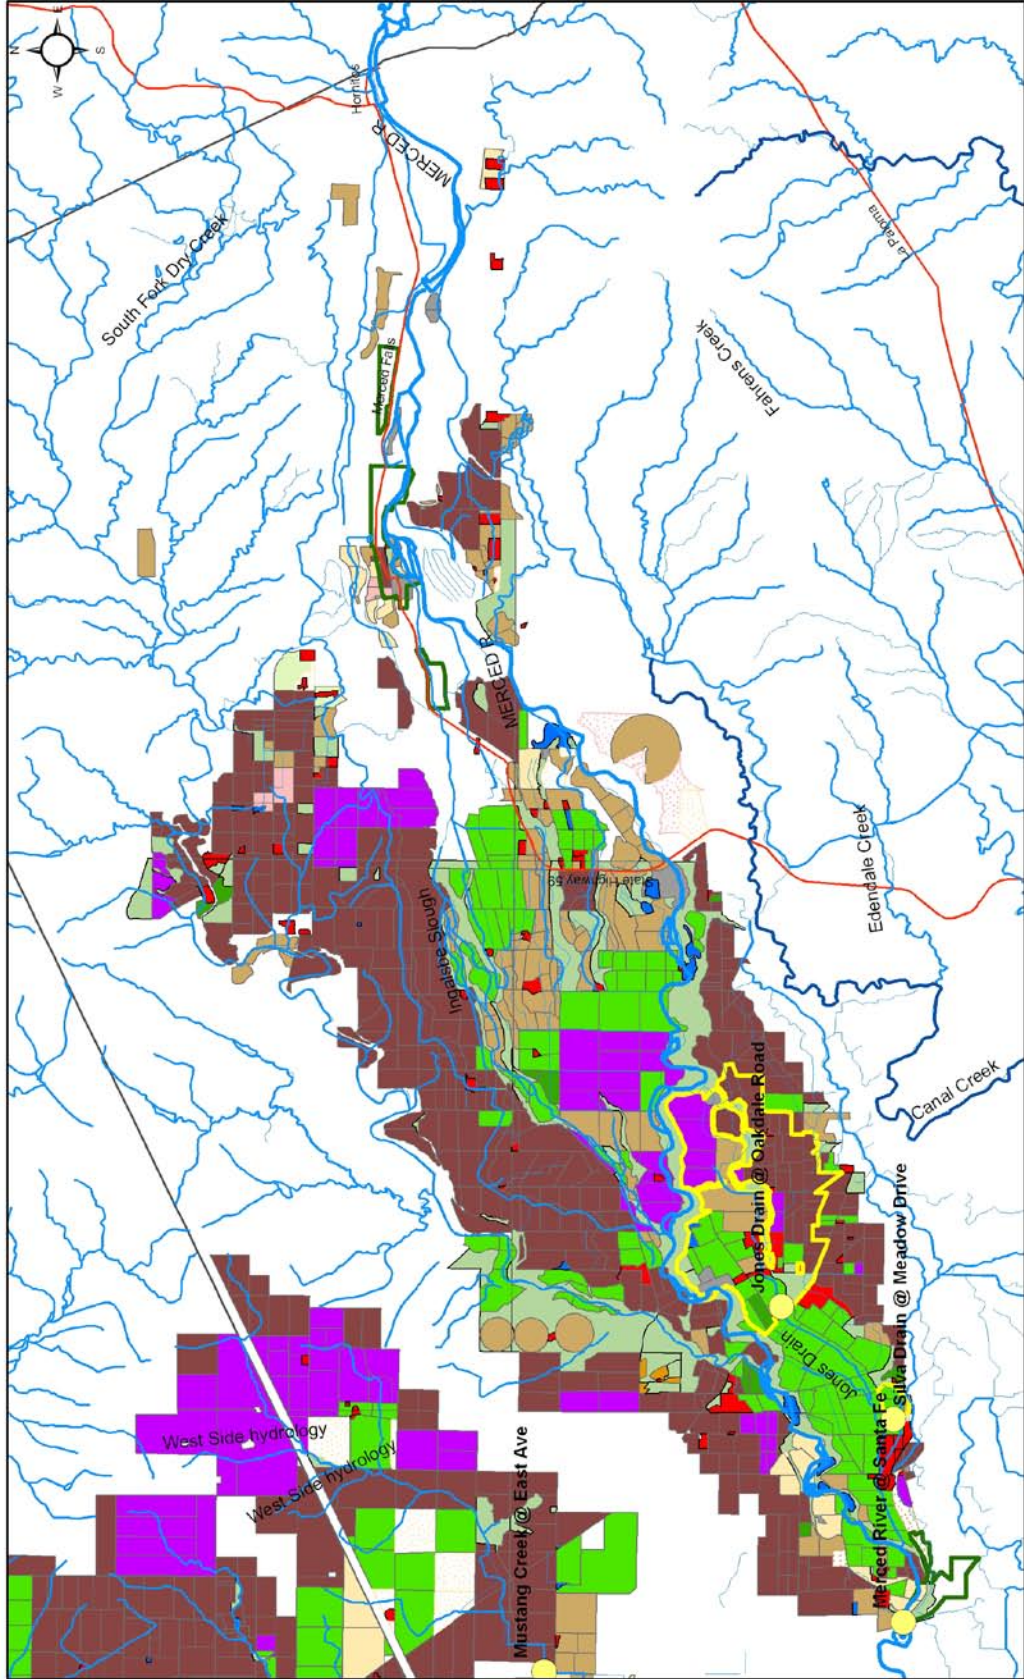 N
E
S
W
Hornitos
MERCED R
South Fork Dry Creek
La Paloma
Merced Falls
Fahrens Creek
MERCED R
State Highway 59
Ingalsbe Slough
Edendale Creek
Jones Drain @ Oakdale Road
Canal Creek
Silva Drain @ Meadow Drive
Jones Drain
West Side hydrology
West Side hydrology
Merced River @ Santa Fe
Mustang Creek @ East Ave